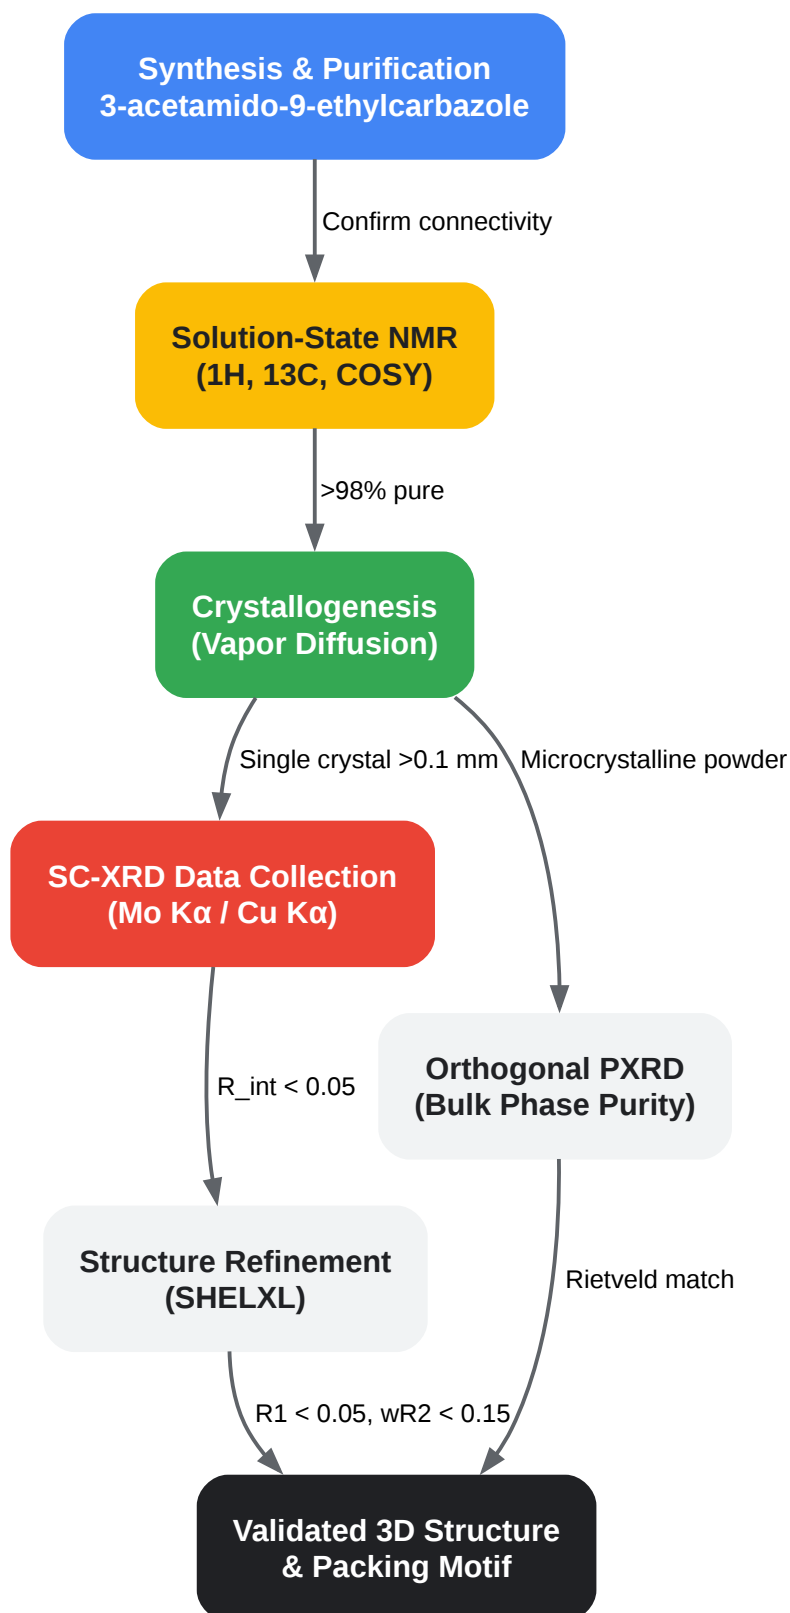 Synthesis & Purification
3-acetamido-9-ethylcarbazole
Confirm connectivity
Solution-State NMR
(1H, 13C, COSY)
>98% pure
Crystallogenesis
(Vapor Diffusion)
Single crystal >0.1 mm
Microcrystalline powder
SC-XRD Data Collection
(Mo Kα / Cu Kα)
Orthogonal PXRD
(Bulk Phase Purity)
R_int < 0.05
Structure Refinement
(SHELXL)
Rietveld match
R1 < 0.05, wR2 < 0.15
Validated 3D Structure
& Packing Motif